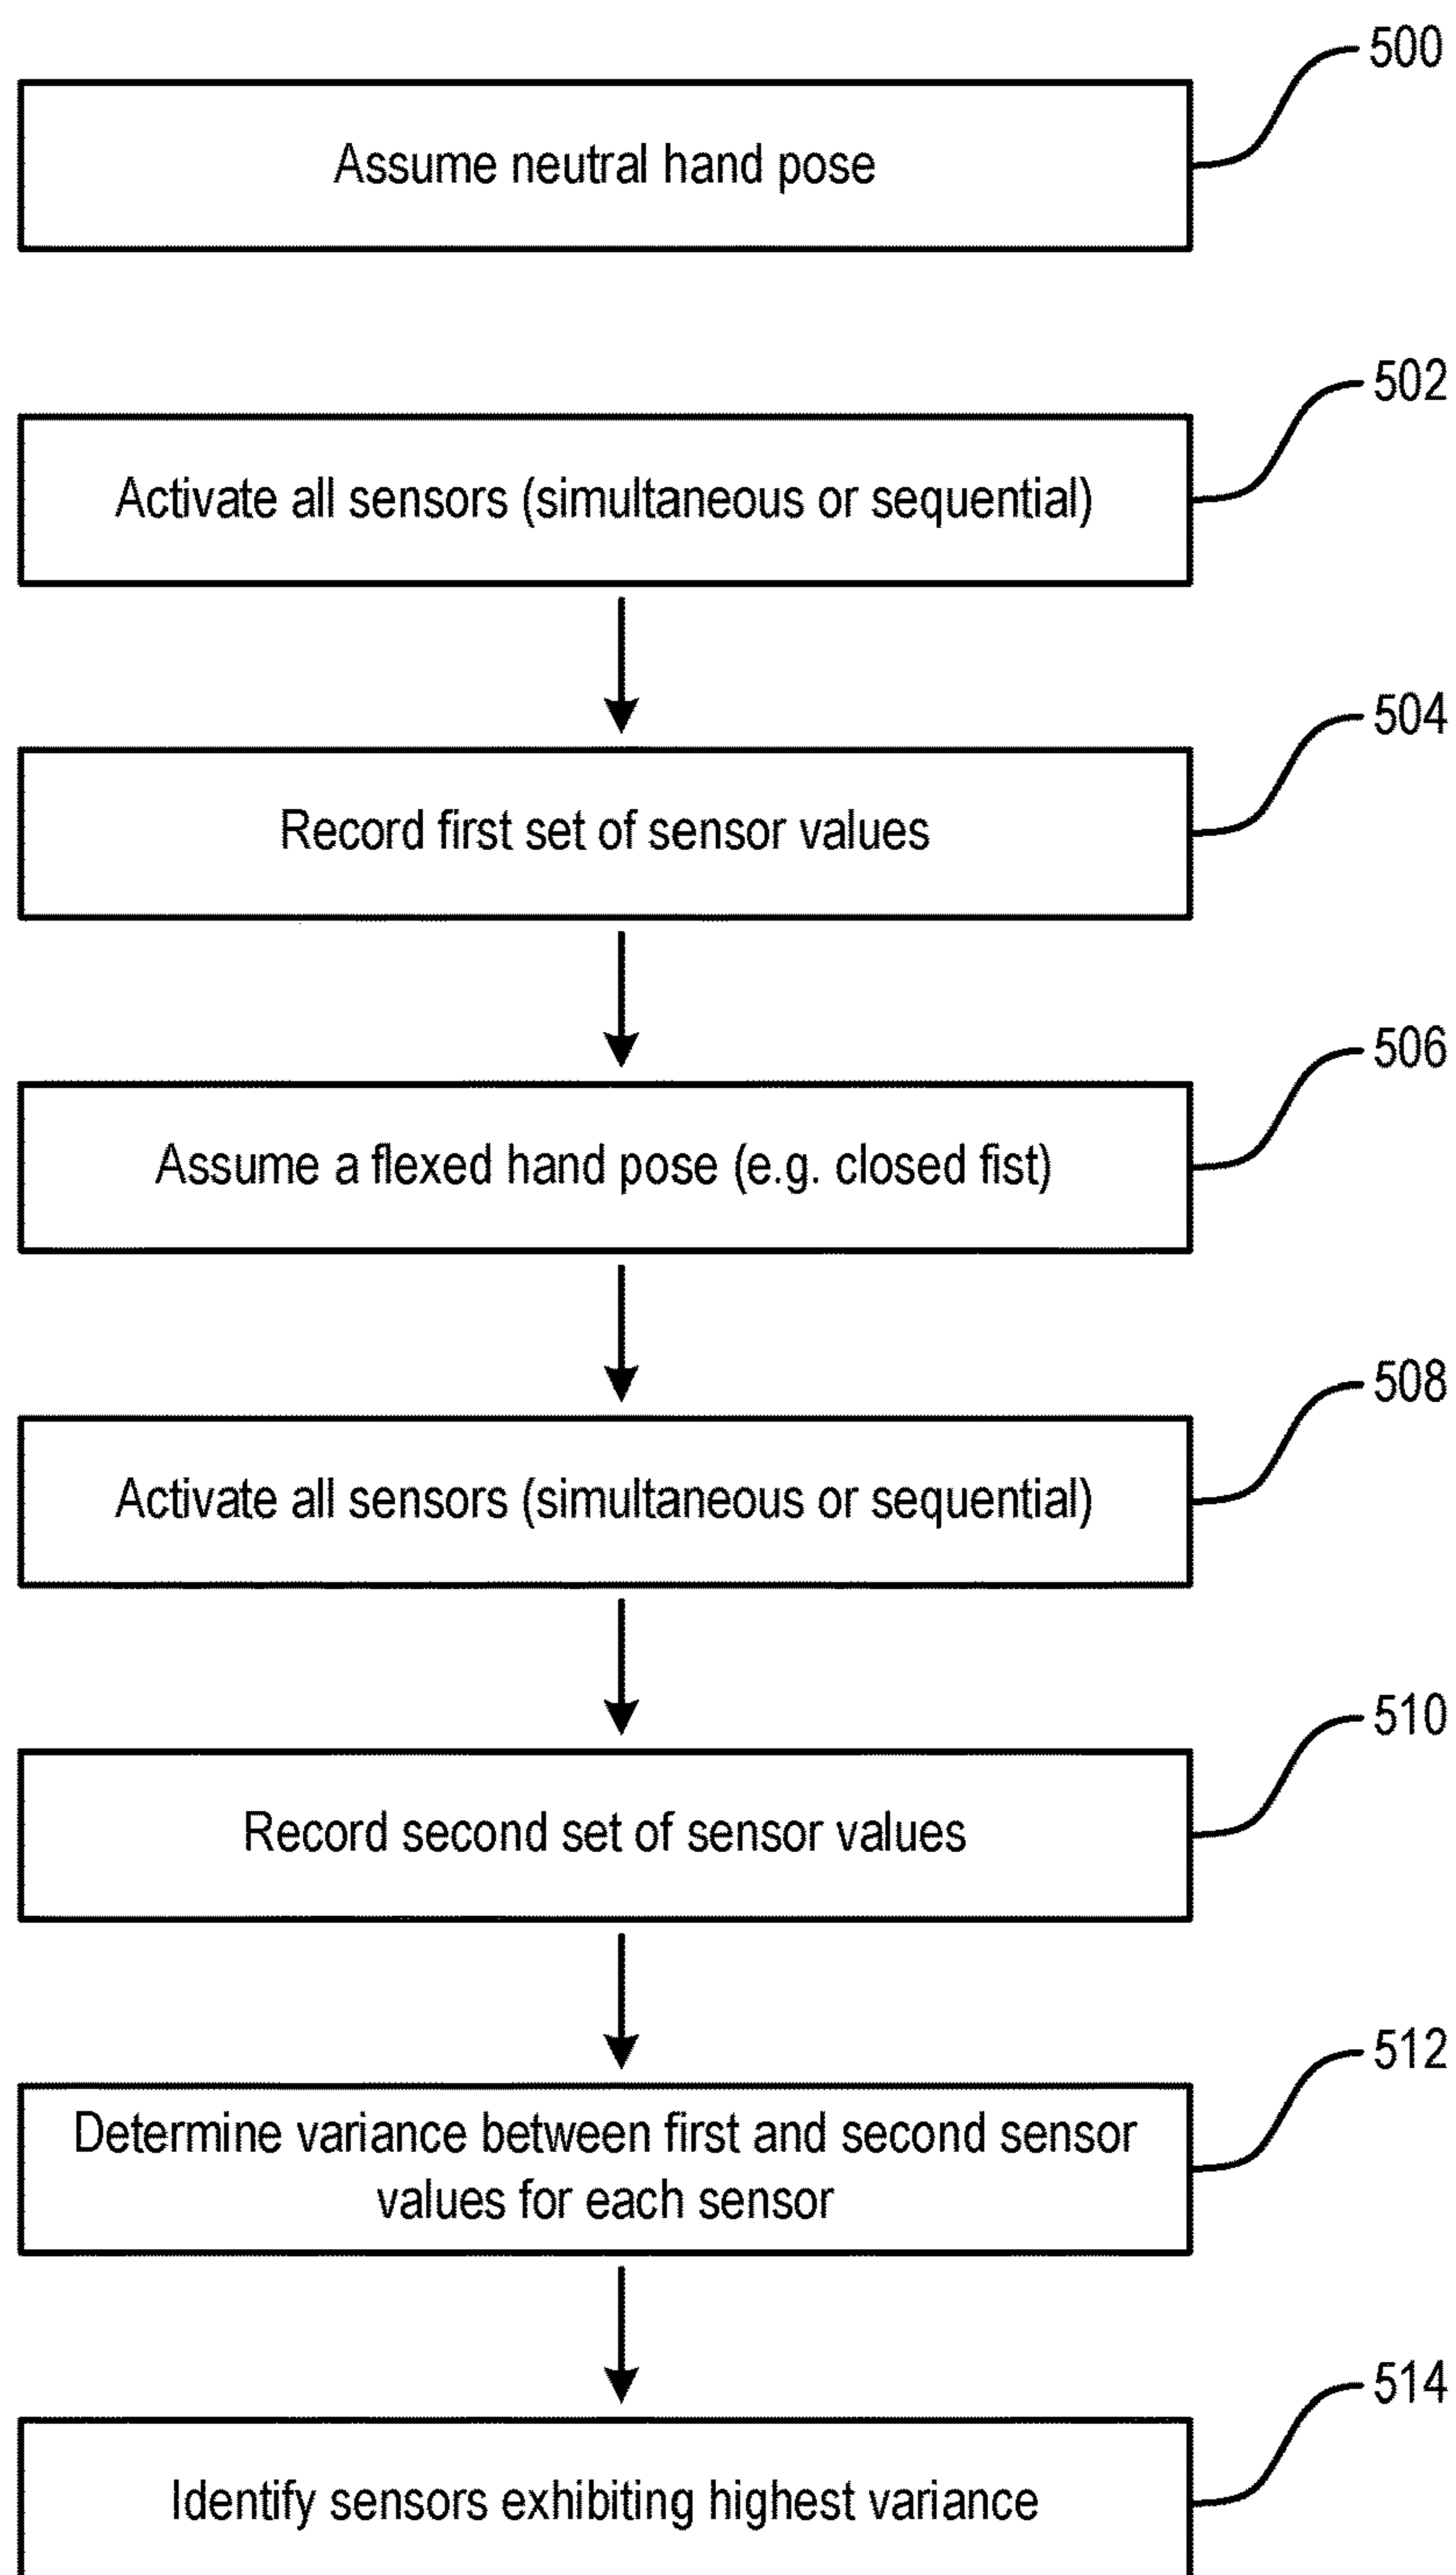 500
Assume neutral hand pose
502
Activate all sensors (simultaneous or sequential)
504
Record first set of sensor values
506
Assume a flexed hand pose (e.g. closed fist)
508
Activate all sensors (simultaneous or sequential)
510
Record second set of sensor values
512
Determine variance between first and second sensor
values for each sensor
514
Identify sensors exhibiting highest variance